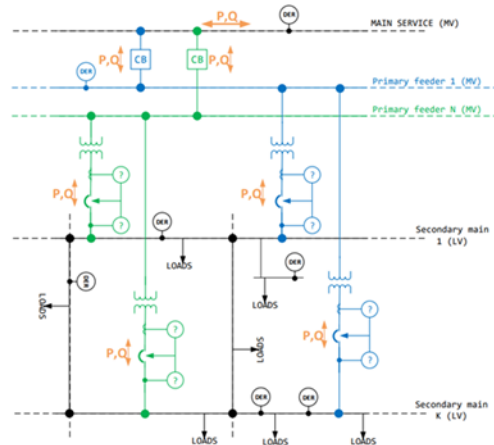 DER
MAIN SERVICE (MV)
P,Q
P,Q
CB
CB
P,Q
DER
Primary feeder 1 (MV)
Primary feeder N (MV)
?
?
P,Q
P,Q
?
?
DER
Secondary main
1 (LV)
LOADS
DER
DER
LOADS
LOADS
?
?
P,Q
P,Q
LOADS
?
?
DER
DER
Secondary main
K (LV)
LOADS
LOADS
LOADS